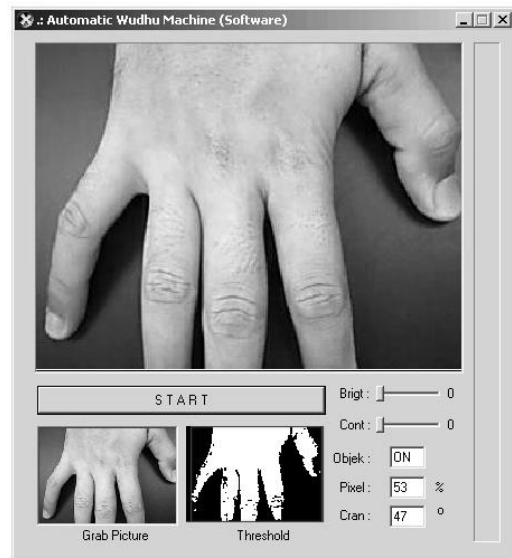 .: Automatic Wudhu Machine (Software)
START
Brigt : 0
Cont : 0
Objek : ON
Pixel : 53 %
Cran : 47 °
Grab Picture
Threshold